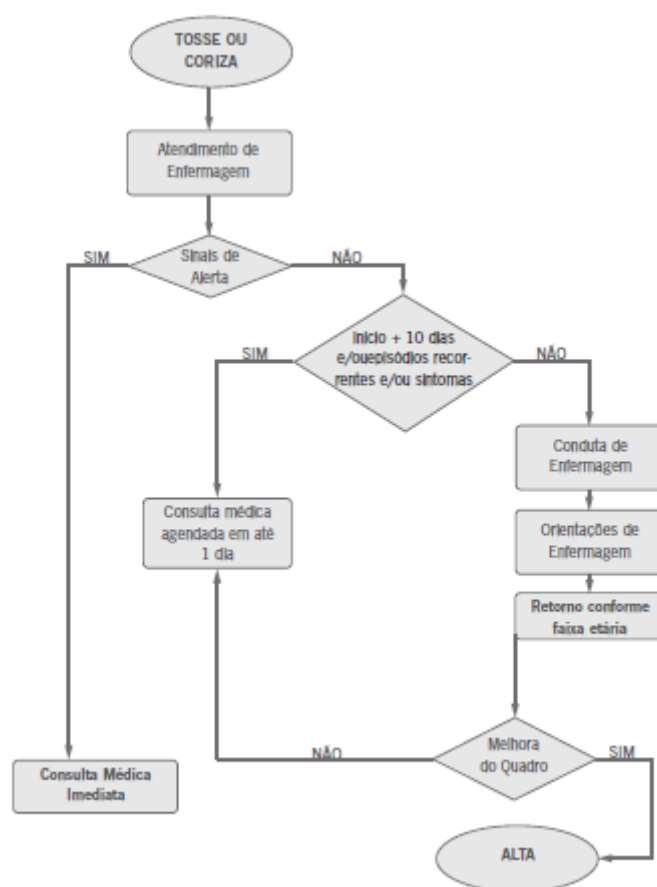 TOSSE OU
CORIZA
Atendimento de
Enfermagem
Sinais de
Alerta
SIM
NÃO
Início + 10 dias
e/ouepisódios recor-
rentes e/ou sintomas
SIM
NÃO
Conduta de
Enfermagem
Consulta médica
agendada em até
1 dia
Orientações de
Enfermagem
Retorno conforme
faixa etária
Melhora
do Quadro
NÃO
SIM
Consulta Médica
Imediata
ALTA